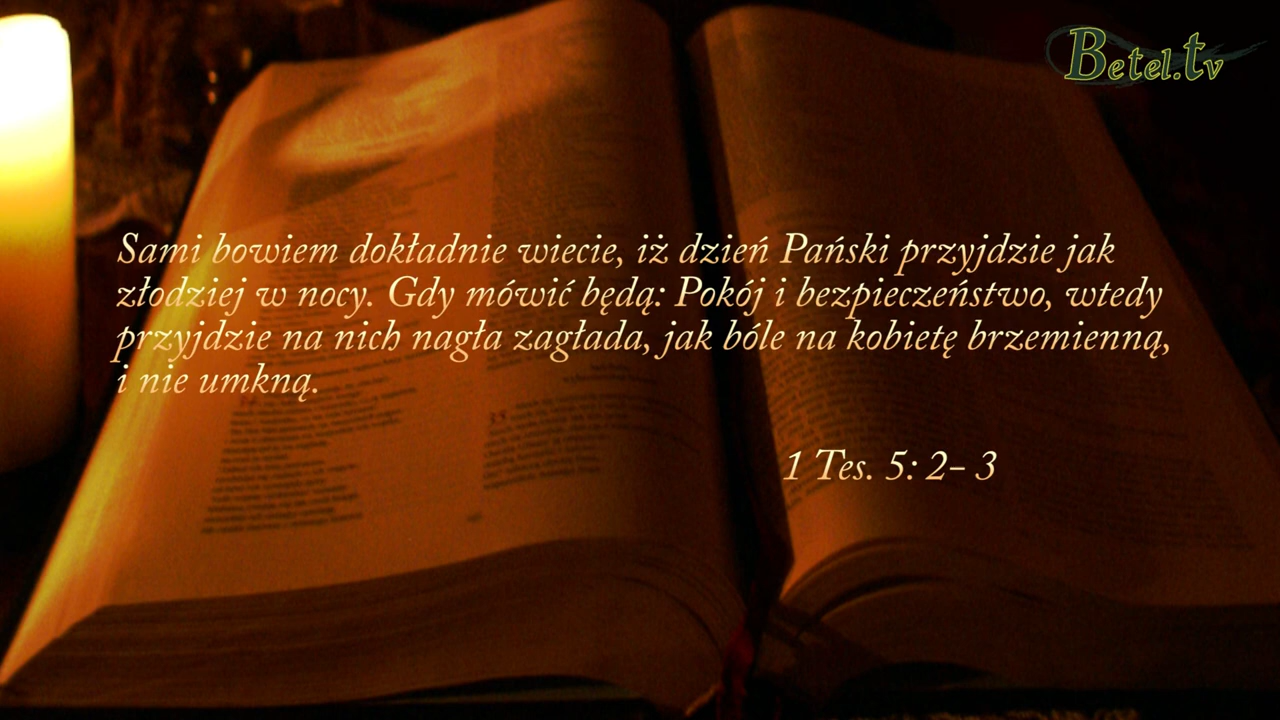 Betel.tv
Sami bowiem dokładnie wiecie, iż dzień Pański przyjdzie jak
złodziej w nocy. Gdy mówić będą: Pokój i bezpieczeństwo, wtedy
przyjdzie na nich nagła zagłada, jak bóle na kobietę brzemienną,
i nie umkną.
1 Tes. 5: 2- 3